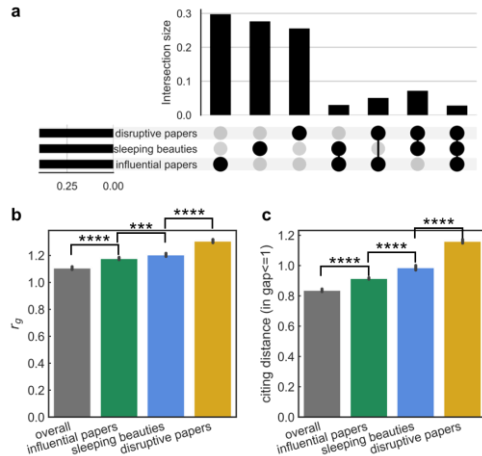 a
0.3
0.2
0.1
0.0
Intersection size
disruptive papers
sleeping beauties
influential papers
0.25 0.00
b
**** *** ****
1.2
1.0
0.8
0.6
0.4
0.2
0.0
r_g
overall
influential papers
sleeping beauties
disruptive papers
c
**** **** ****
1.2
1.0
0.8
0.6
0.4
0.2
0.0
citing distance (in gap<=1)
overall
influential papers
sleeping beauties
disruptive papers